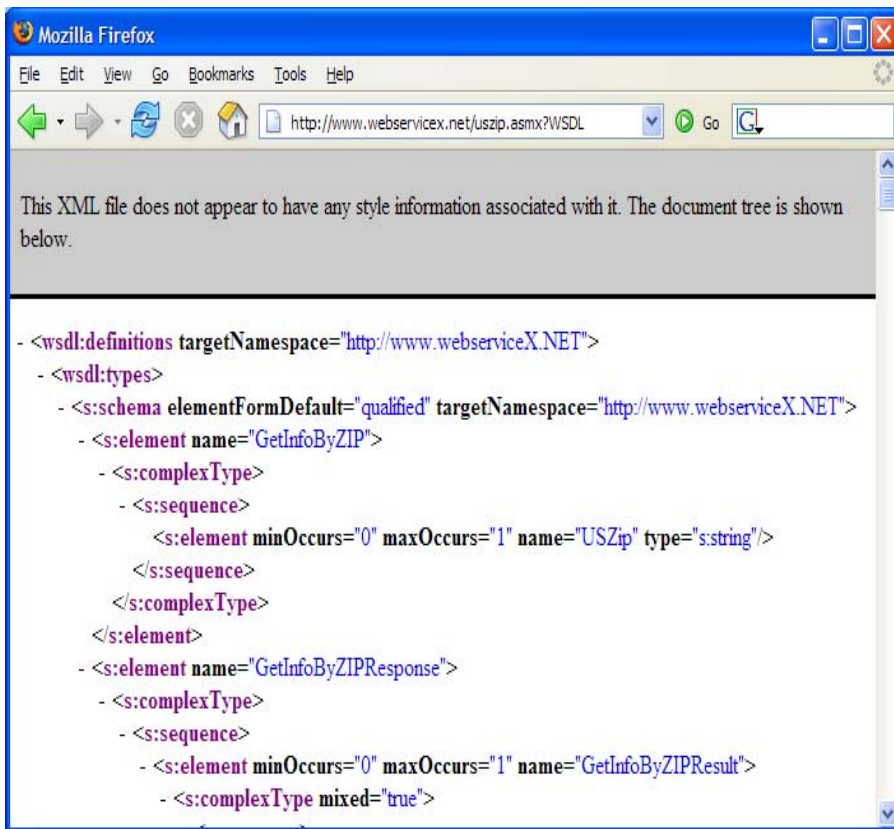 Mozilla Firefox
File Edit View Go Bookmarks Tools Help
http://www.webservicex.net/uszip.asmx?WSDL Go G
This XML file does not appear to have any style information associated with it. The document tree is shown
below.
- <wsdl:definitions targetNamespace="http://www.webserviceX.NET">
- <wsdl:types>
- <s:schema elementFormDefault="qualified" targetNamespace="http://www.webserviceX.NET">
- <s:element name="GetInfoByZIP">
- <s:complexType>
- <s:sequence>
<s:element minOccurs="0" maxOccurs="1" name="USZip" type="s:string"/>
</s:sequence>
</s:complexType>
</s:element>
- <s:element name="GetInfoByZIPResponse">
- <s:complexType>
- <s:sequence>
- <s:element minOccurs="0" maxOccurs="1" name="GetInfoByZIPResult">
- <s:complexType mixed="true">